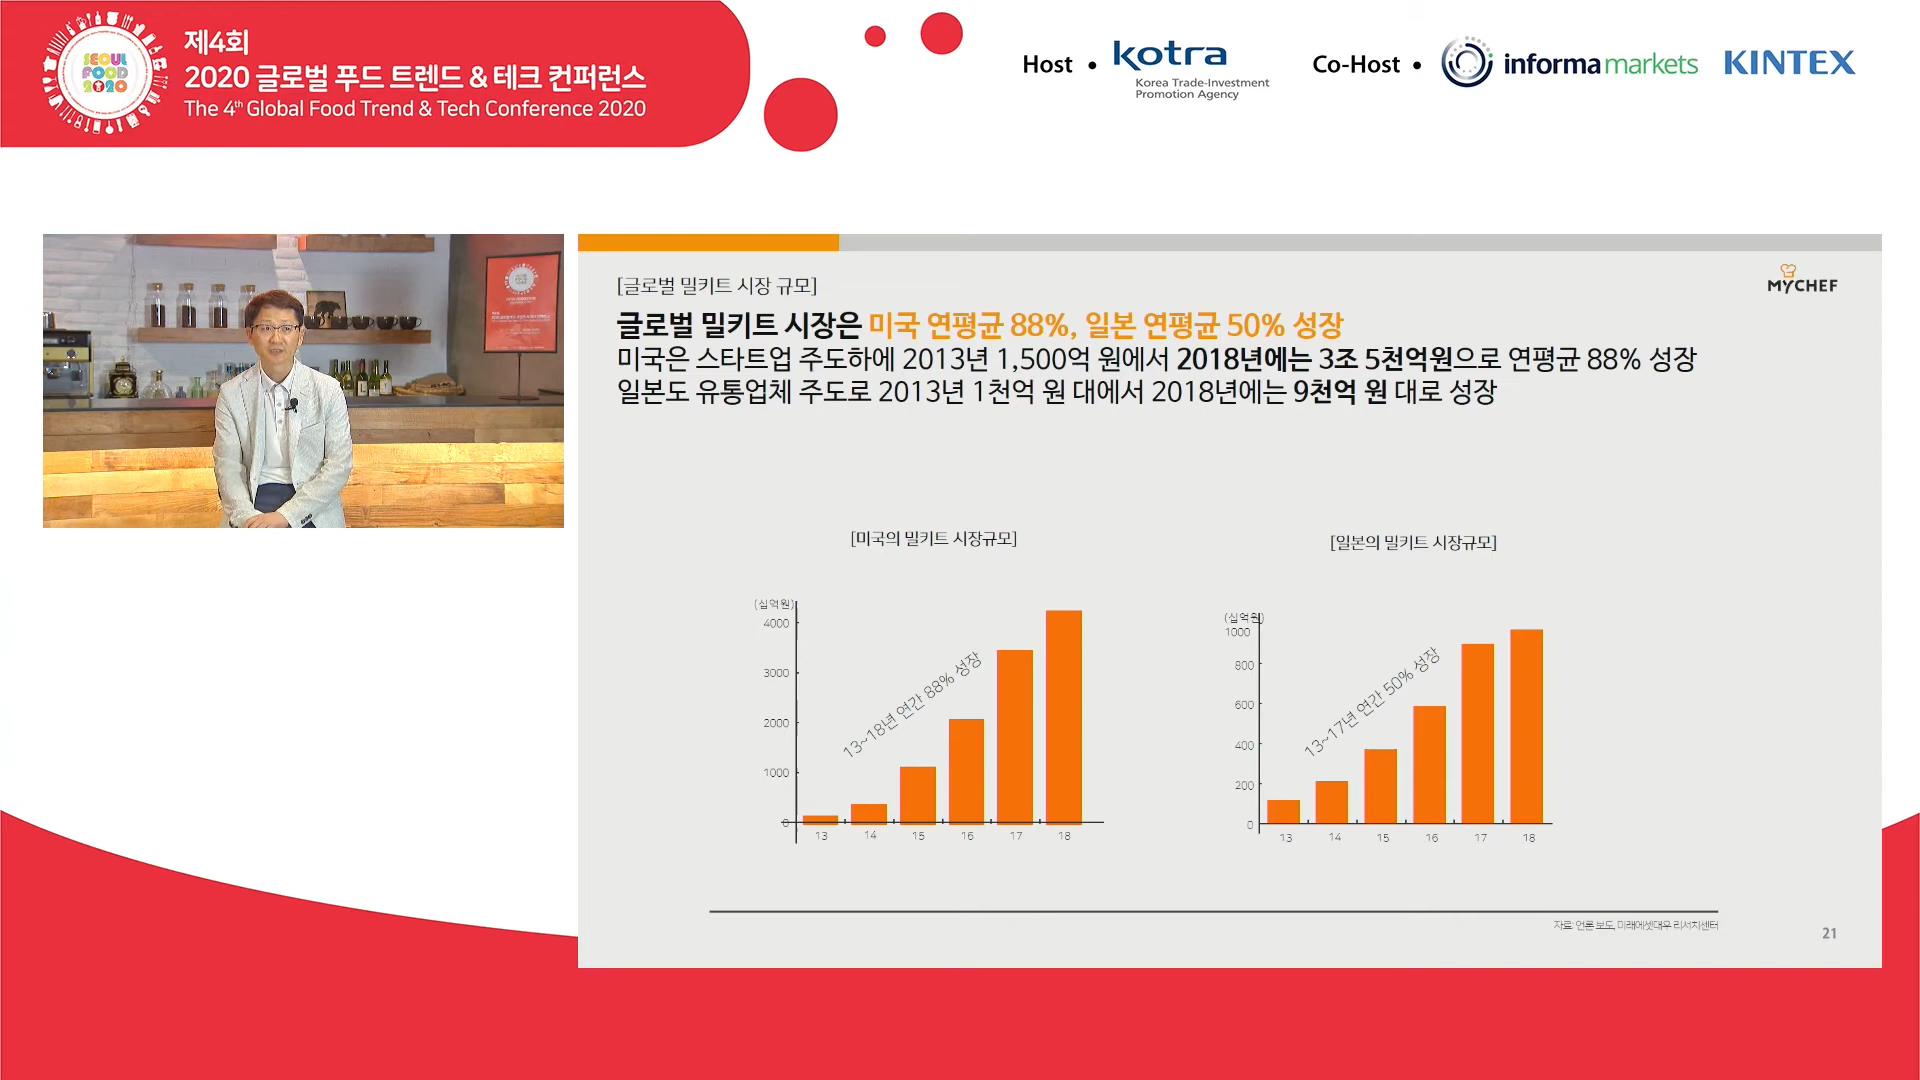 SEOUL
FOOD
2020
제4회
2020 글로벌 푸드 트렌드 & 테크 컨퍼런스
The 4th Global Food Trend & Tech Conference 2020
Host • kotra
Korea Trade-Investment
Promotion Agency
Co-Host • informa markets KINTEX
[글로벌 밀키트 시장 규모]
MYCHEF
글로벌 밀키트 시장은 미국 연평균 88%, 일본 연평균 50% 성장
미국은 스타트업 주도하에 2013년 1,500억 원에서 2018년에는 3조 5천억원으로 연평균 88% 성장
일본도 유통업체 주도로 2013년 1천억 원 대에서 2018년에는 9천억 원 대로 성장
[미국의 밀키트 시장규모]
(십억원)
4000
3000
2000
1000
0
13~18년 연간 88% 성장
13 14 15 16 17 18
[일본의 밀키트 시장규모]
(십억원)
1000
800
600
400
200
0
13~17년 연간 50% 성장
13 14 15 16 17 18
자료: 언론 보도, 미래에셋대우 리서치센터
21